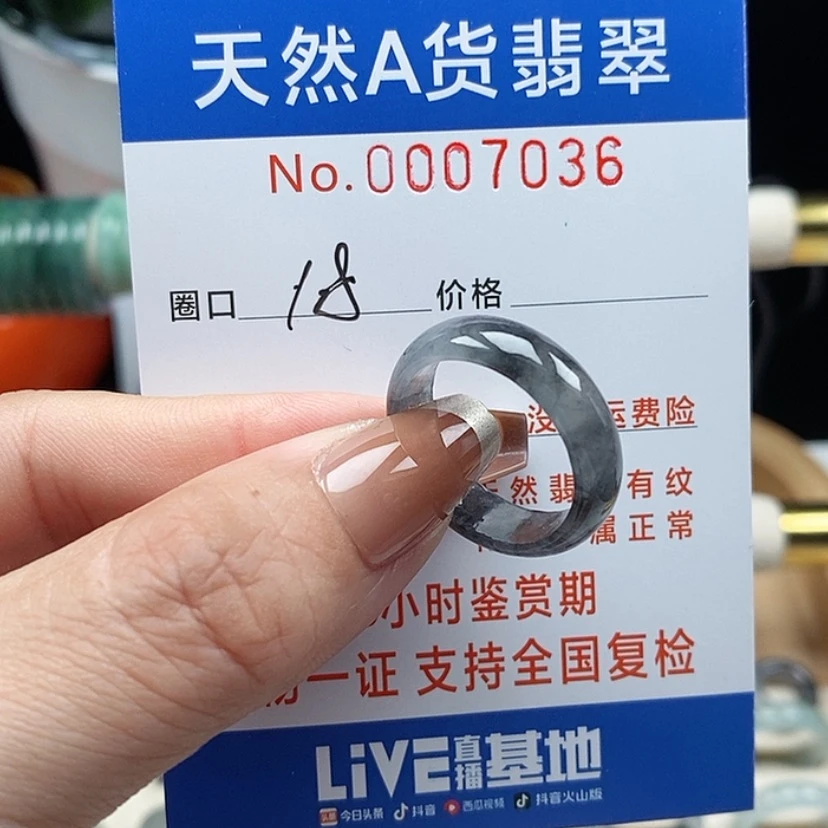 天然A货翡翠
No.0007036
圈口 18 价格
没 运费险
然翡 有纹
属正常
小时鉴赏期
一证 支持全国复检
LiVE直播基地
头条 今日头条 抖音 西瓜视频 抖音火山版